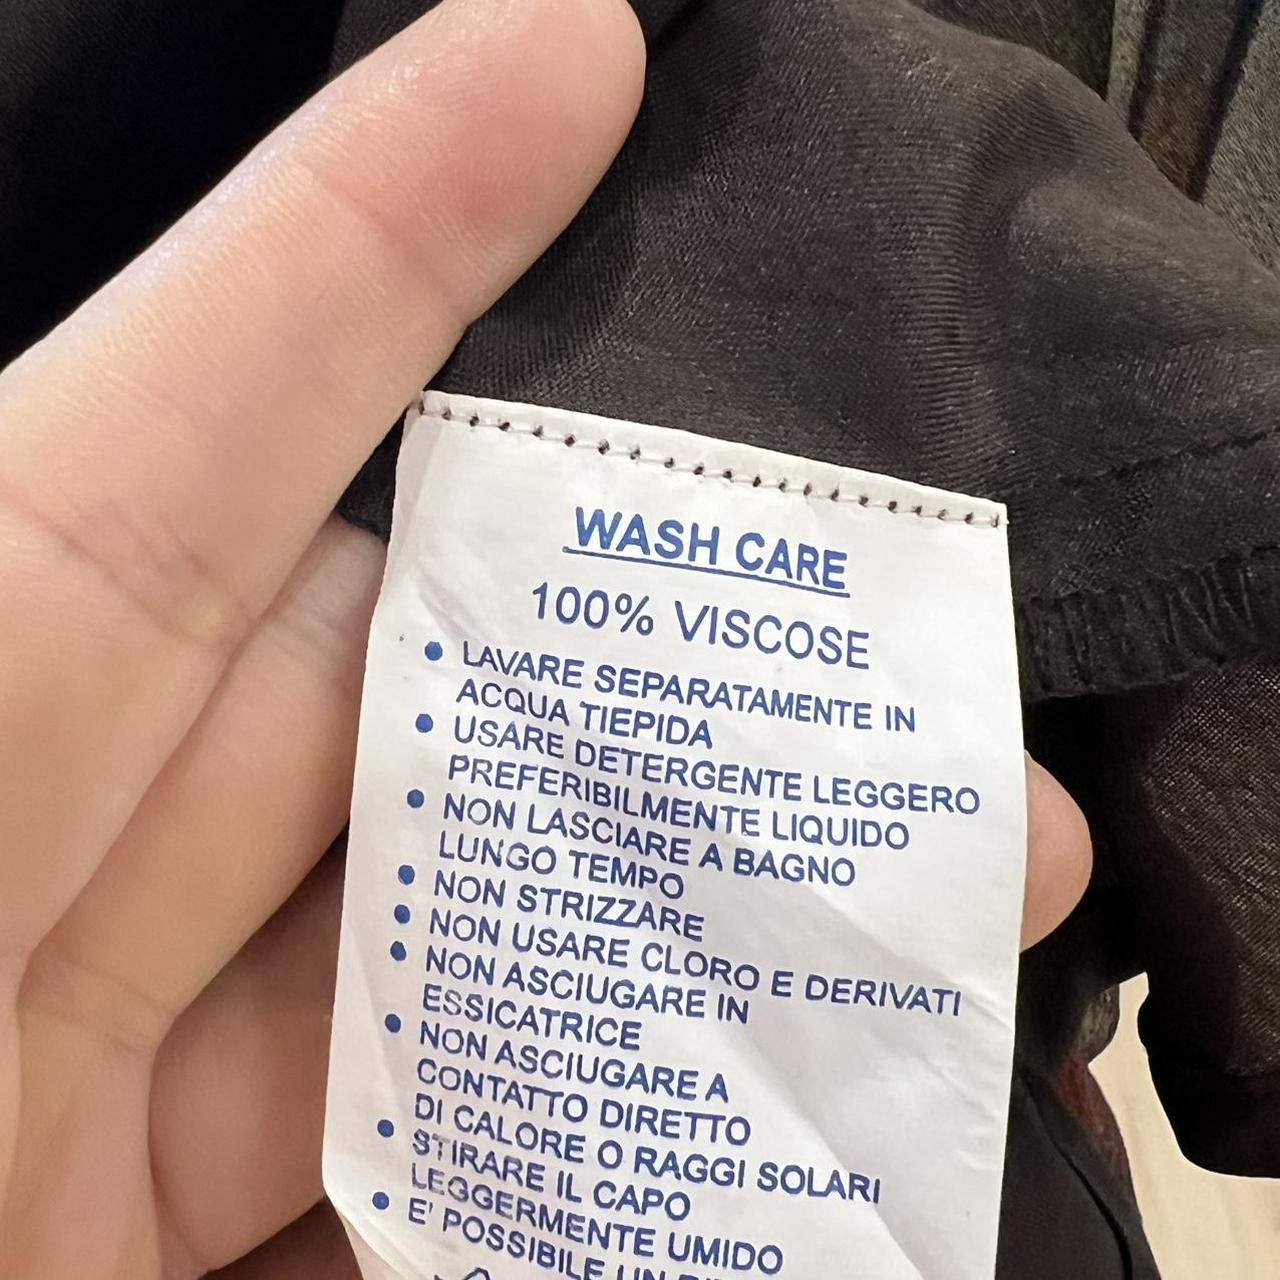 WASH CARE
100% VISCOSE
• LAVARE SEPARATAMENTE IN
ACQUA TIEPIDA
• USARE DETERGENTE LEGGERO
PREFERIBILMENTE LIQUIDO
• NON LASCIARE A BAGNO
LUNGO TEMPO
• NON STRIZZARE
• NON USARE CLORO E DERIVATI
• NON ASCIUGARE IN
ESSICATRICE
• NON ASCIUGARE A
CONTATTO DIRETTO
DI CALORE O RAGGI SOLARI
• STIRARE IL CAPO
LEGGERMENTE UMIDO
• E' POSSIBILE UN